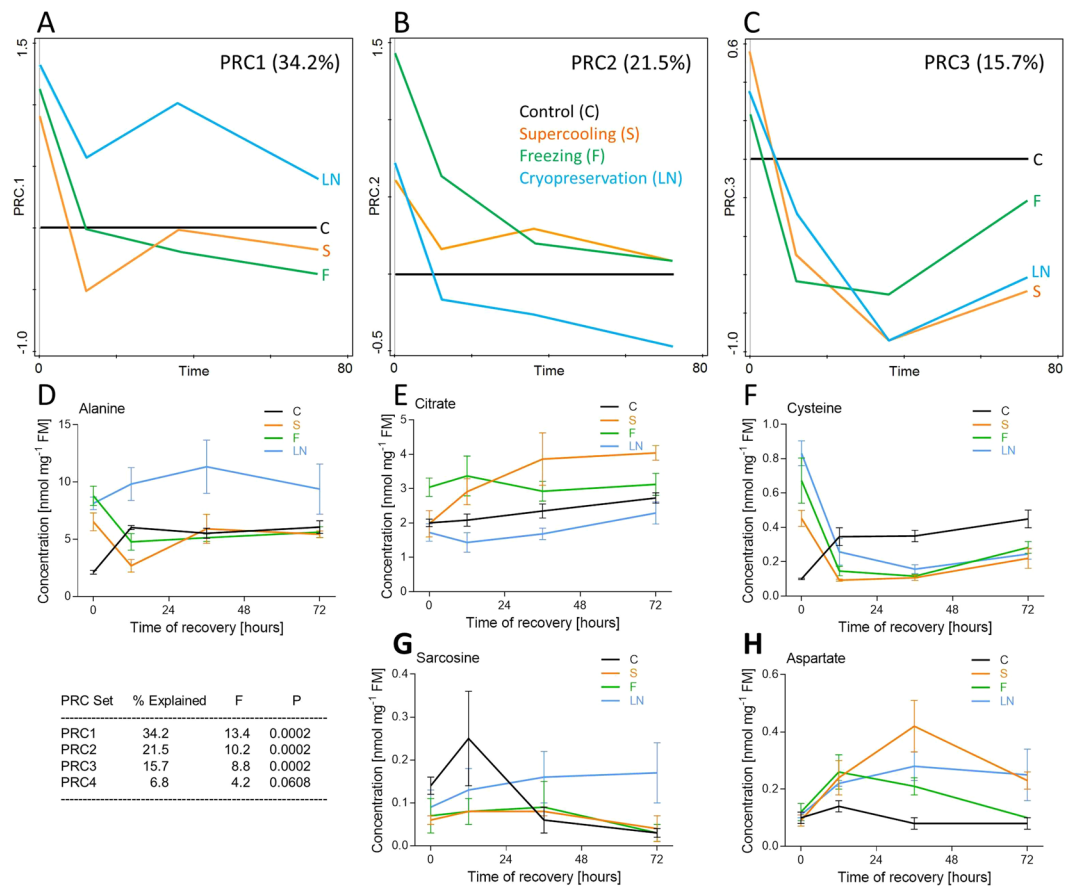 A
1.5
PRC1 (34.2%)
PRC.1
LN
C
S
F
-1.0
0
Time
80
B
1.5
PRC2 (21.5%)
Control (C)
Supercooling (S)
Freezing (F)
Cryopreservation (LN)
PRC.2
-0.5
0
Time
80
C
0.6
PRC3 (15.7%)
PRC.3
C
F
LN
S
-1.0
0
Time
80
D
Alanine
C
S
F
LN
Concentration [nmol mg-1 FM]
15
10
5
0
0
24
48
72
Time of recovery [hours]
E
Citrate
C
S
F
LN
Concentration [nmol mg-1 FM]
5
4
3
2
1
0
0
24
48
72
Time of recovery [hours]
F
Cysteine
C
S
F
LN
Concentration [nmol mg-1 FM]
1.0
0.8
0.6
0.4
0.2
0.0
0
24
48
72
Time of recovery [hours]
PRC Set % Explained F P
PRC1 34.2 13.4 0.0002
PRC2 21.5 10.2 0.0002
PRC3 15.7 8.8 0.0002
PRC4 6.8 4.2 0.0608
G
Sarcosine
C
S
F
LN
Concentration [nmol mg-1 FM]
0.4
0.3
0.2
0.1
0.0
0
24
48
72
Time of recovery [hours]
H
Aspartate
C
S
F
LN
Concentration [nmol mg-1 FM]
0.6
0.4
0.2
0.0
0
24
48
72
Time of recovery [hours]